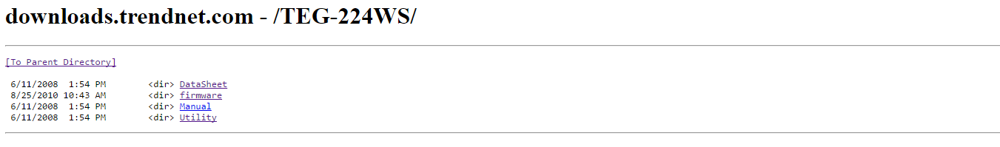 downloads.trendnet.com - /TEG-224WS/
[To Parent Directory]
6/11/2008 1:54 PM <dir> DataSheet
8/25/2010 10:43 AM <dir> firmware
6/11/2008 1:54 PM <dir> Manual
6/11/2008 1:54 PM <dir> Utility